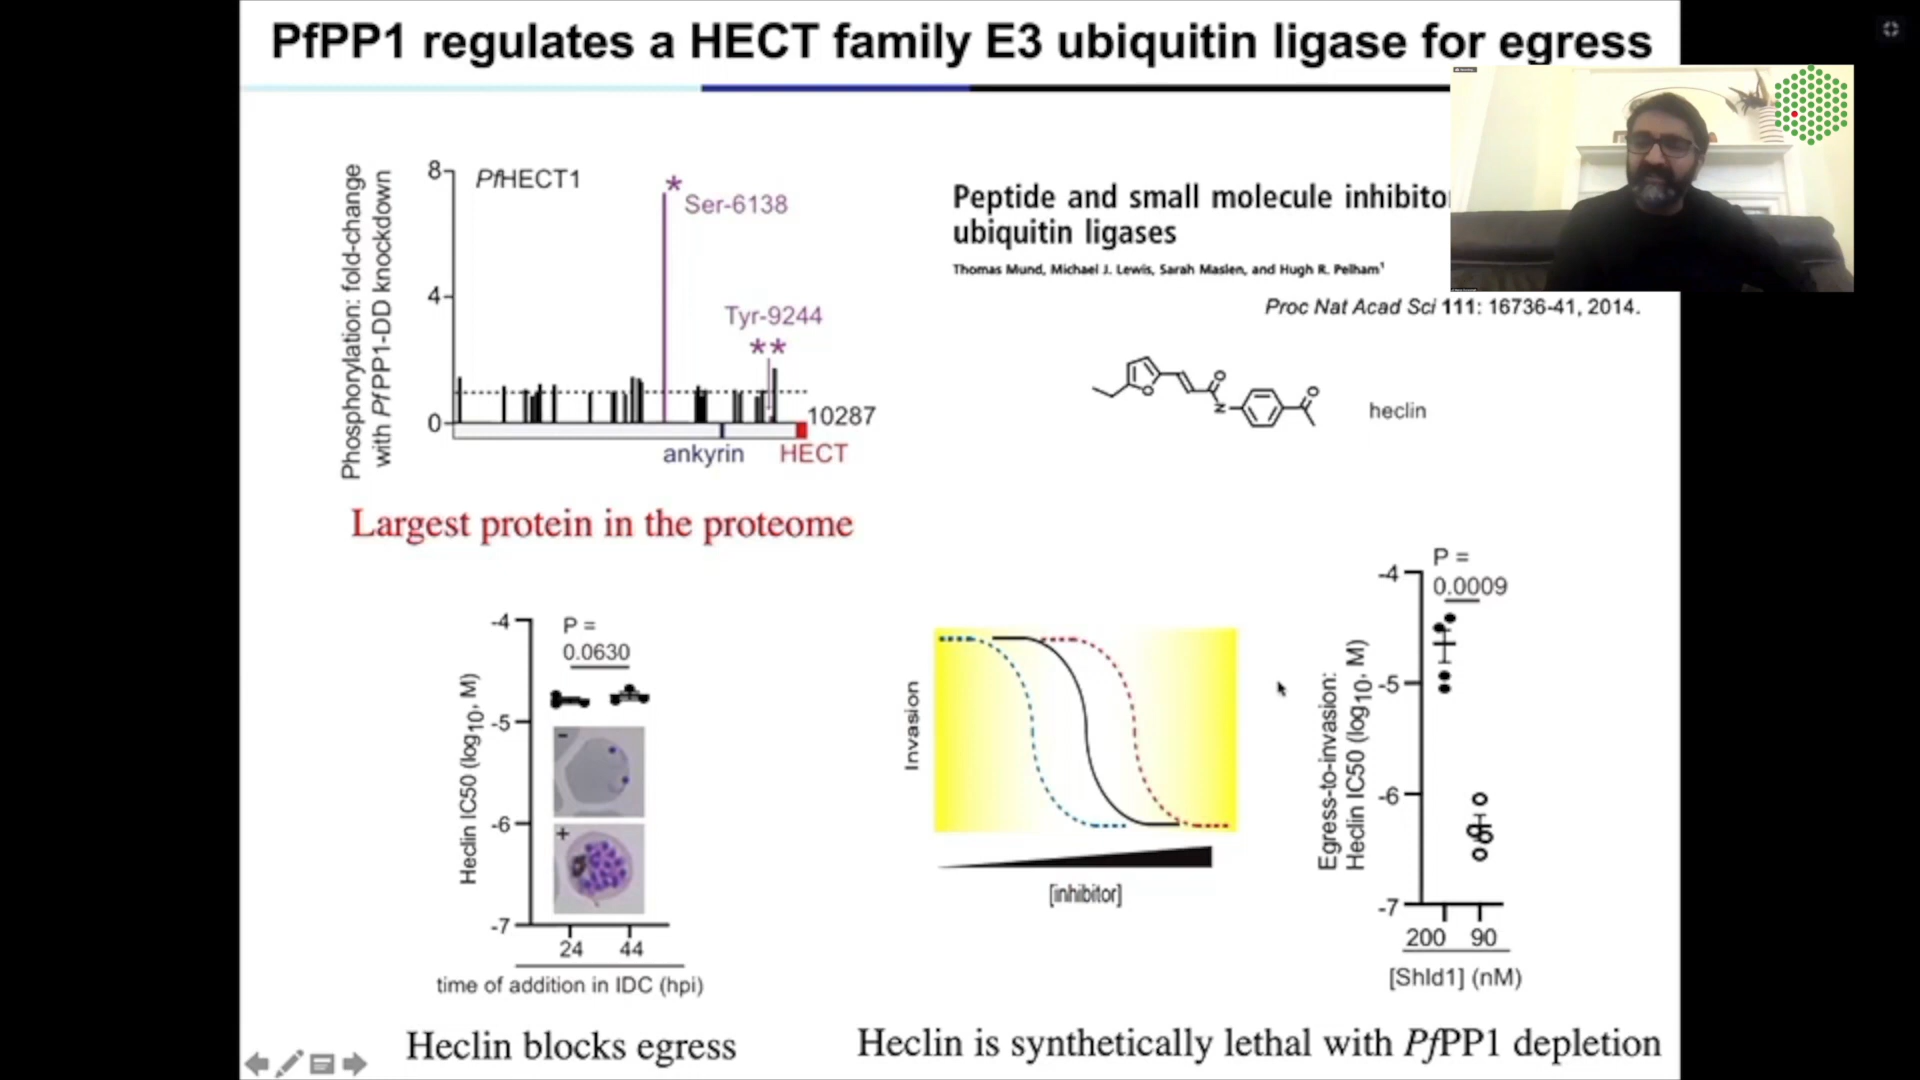 PfPP1 regulates a HECT family E3 ubiquitin ligase for egress
Phosphorylation: fold-change
with PfPP1-DD knockdown
8
4
0
PfHECT1
*
Ser-6138
Tyr-9244
**
10287
ankyrin
HECT
Largest protein in the proteome
Peptide and small molecule
ubiquitin ligases
Thomas Mund, Michael J. Lewis, Sarah Maslen, and Hugh R. Pelham1
Proc Nat Acad Sci 111: 16736-41, 2014.
heclin
O
O
N
O
Heclin IC50 (log10, M)
-4
-5
-6
-7
P =
0.0630
-
+
24 44
time of addition in IDC (hpi)
Heclin blocks egress
Invasion
[inhibitor]
Egress-to-invasion:
Heclin IC50 (log10, M)
-4
-5
-6
-7
P =
0.0009
200 90
[Shld1] (nM)
Heclin is synthetically lethal with PfPP1 depletion